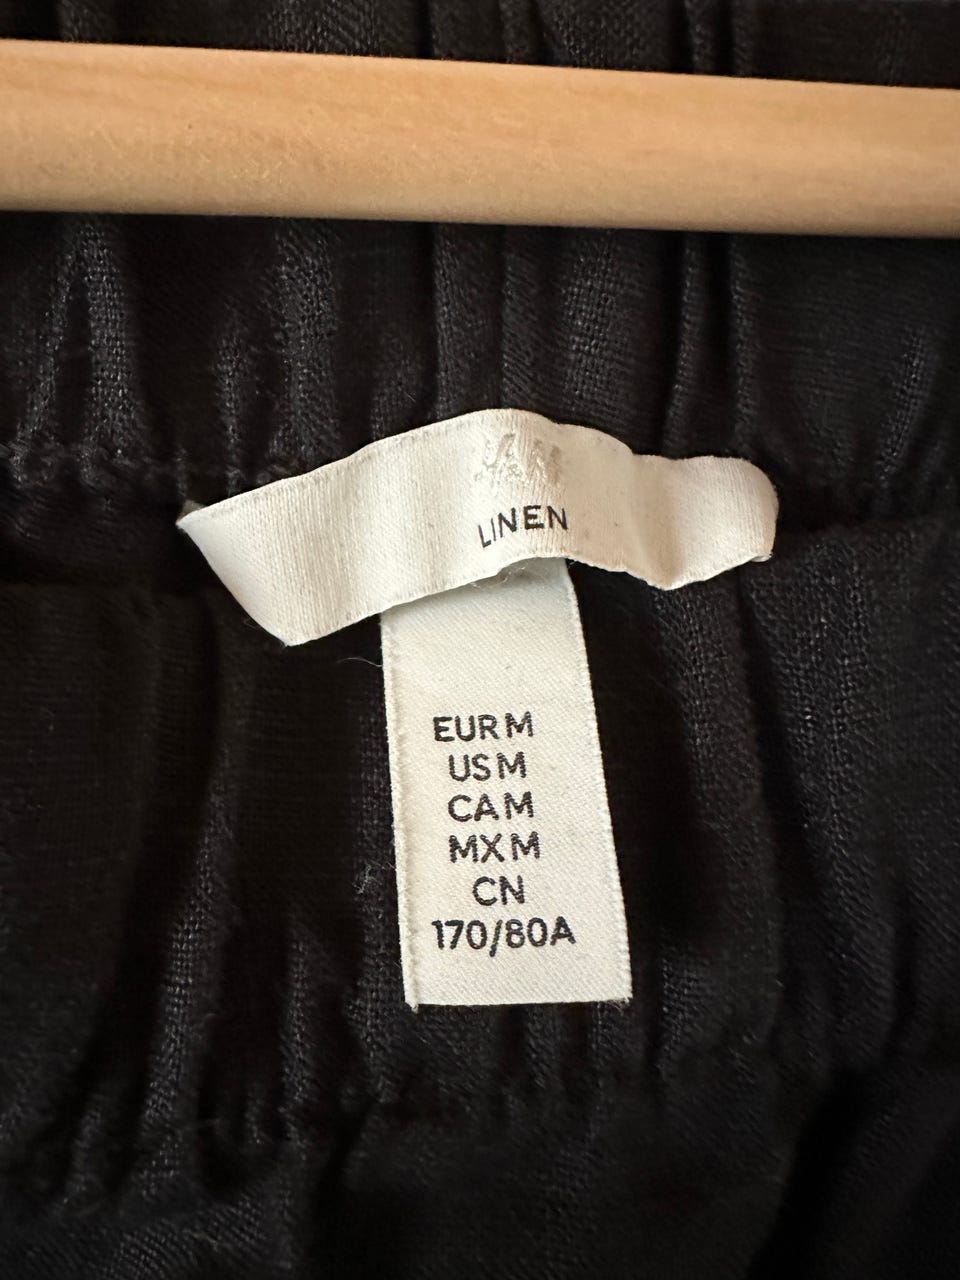 H&M
LINEN
EUR M
US M
CA M
MX M
CN
170/80A